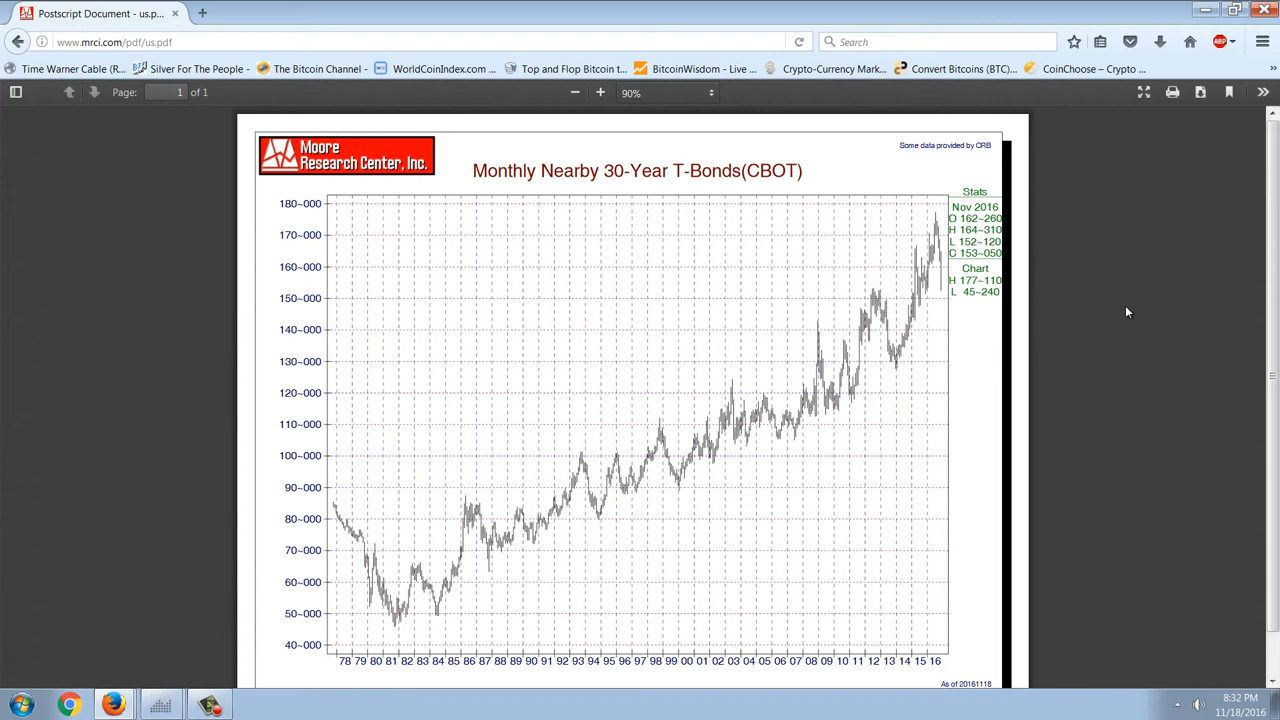 Postscript Document - us.p...
www.mrci.com/pdf/us.pdf
Search
ABP
Time Warner Cable (R...
Silver For The People - ...
The Bitcoin Channel - ...
WorldCoinIndex.com ...
Top and Flop Bitcoin t...
BitcoinWisdom - Live ...
Crypto-Currency Mark...
Convert Bitcoins (BTC)...
CoinChoose – Crypto ...
Page: 1 of 1
90%
Moore
Research Center, Inc.
Some data provided by CRB
Monthly Nearby 30-Year T-Bonds(CBOT)
Stats
Nov 2016
O 162~260
H 164~310
L 152~120
C 153~050
Chart
H 177~110
L 45~240
180~000
170~000
160~000
150~000
140~000
130~000
120~000
110~000
100~000
90~000
80~000
70~000
60~000
50~000
40~000
78 79 80 81 82 83 84 85 86 87 88 89 90 91 92 93 94 95 96 97 98 99 00 01 02 03 04 05 06 07 08 09 10 11 12 13 14 15 16
As of 20161118
8:32 PM
11/18/2016